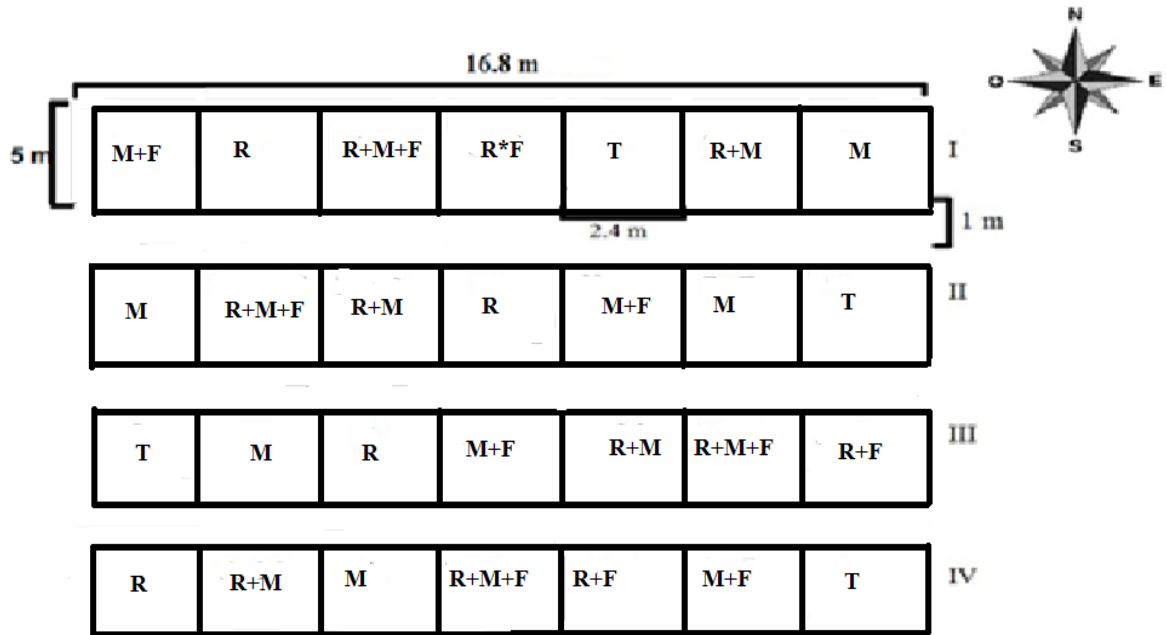 N
16.8 m
O E
S
5 m
M+F R R+M+F R*F T R+M M I
2.4 m
1 m
M R+M+F R+M R M+F M T II
T M R M+F R+M R+M+F R+F III
R R+M M R+M+F R+F M+F T IV